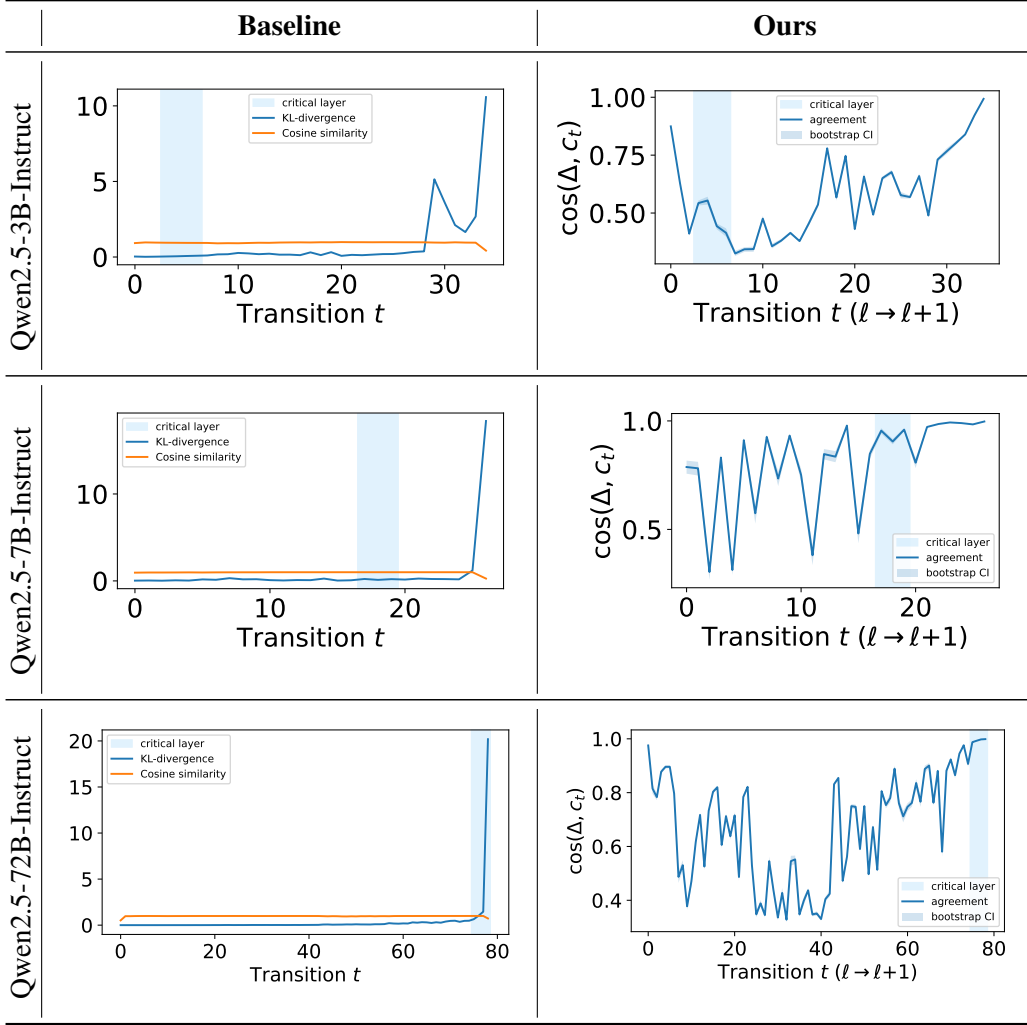 Baseline
Ours
Qwen2.5-3B-Instruct
10
5
0
critical layer
KL-divergence
Cosine similarity
0 10 20 30
Transition t
1.00
0.75
0.50
cos(Δ, c_t)
critical layer
agreement
bootstrap CI
0 10 20 30
Transition t (ℓ→ℓ+1)
Qwen2.5-7B-Instruct
10
0
critical layer
KL-divergence
Cosine similarity
0 10 20
Transition t
1.0
0.5
cos(Δ, c_t)
critical layer
agreement
bootstrap CI
0 10 20
Transition t (ℓ→ℓ+1)
Qwen2.5-72B-Instruct
20
15
10
5
0
critical layer
KL-divergence
Cosine similarity
0 20 40 60 80
Transition t
1.0
0.8
0.6
0.4
cos(Δ, c_t)
critical layer
agreement
bootstrap CI
0 20 40 60 80
Transition t (ℓ→ℓ+1)